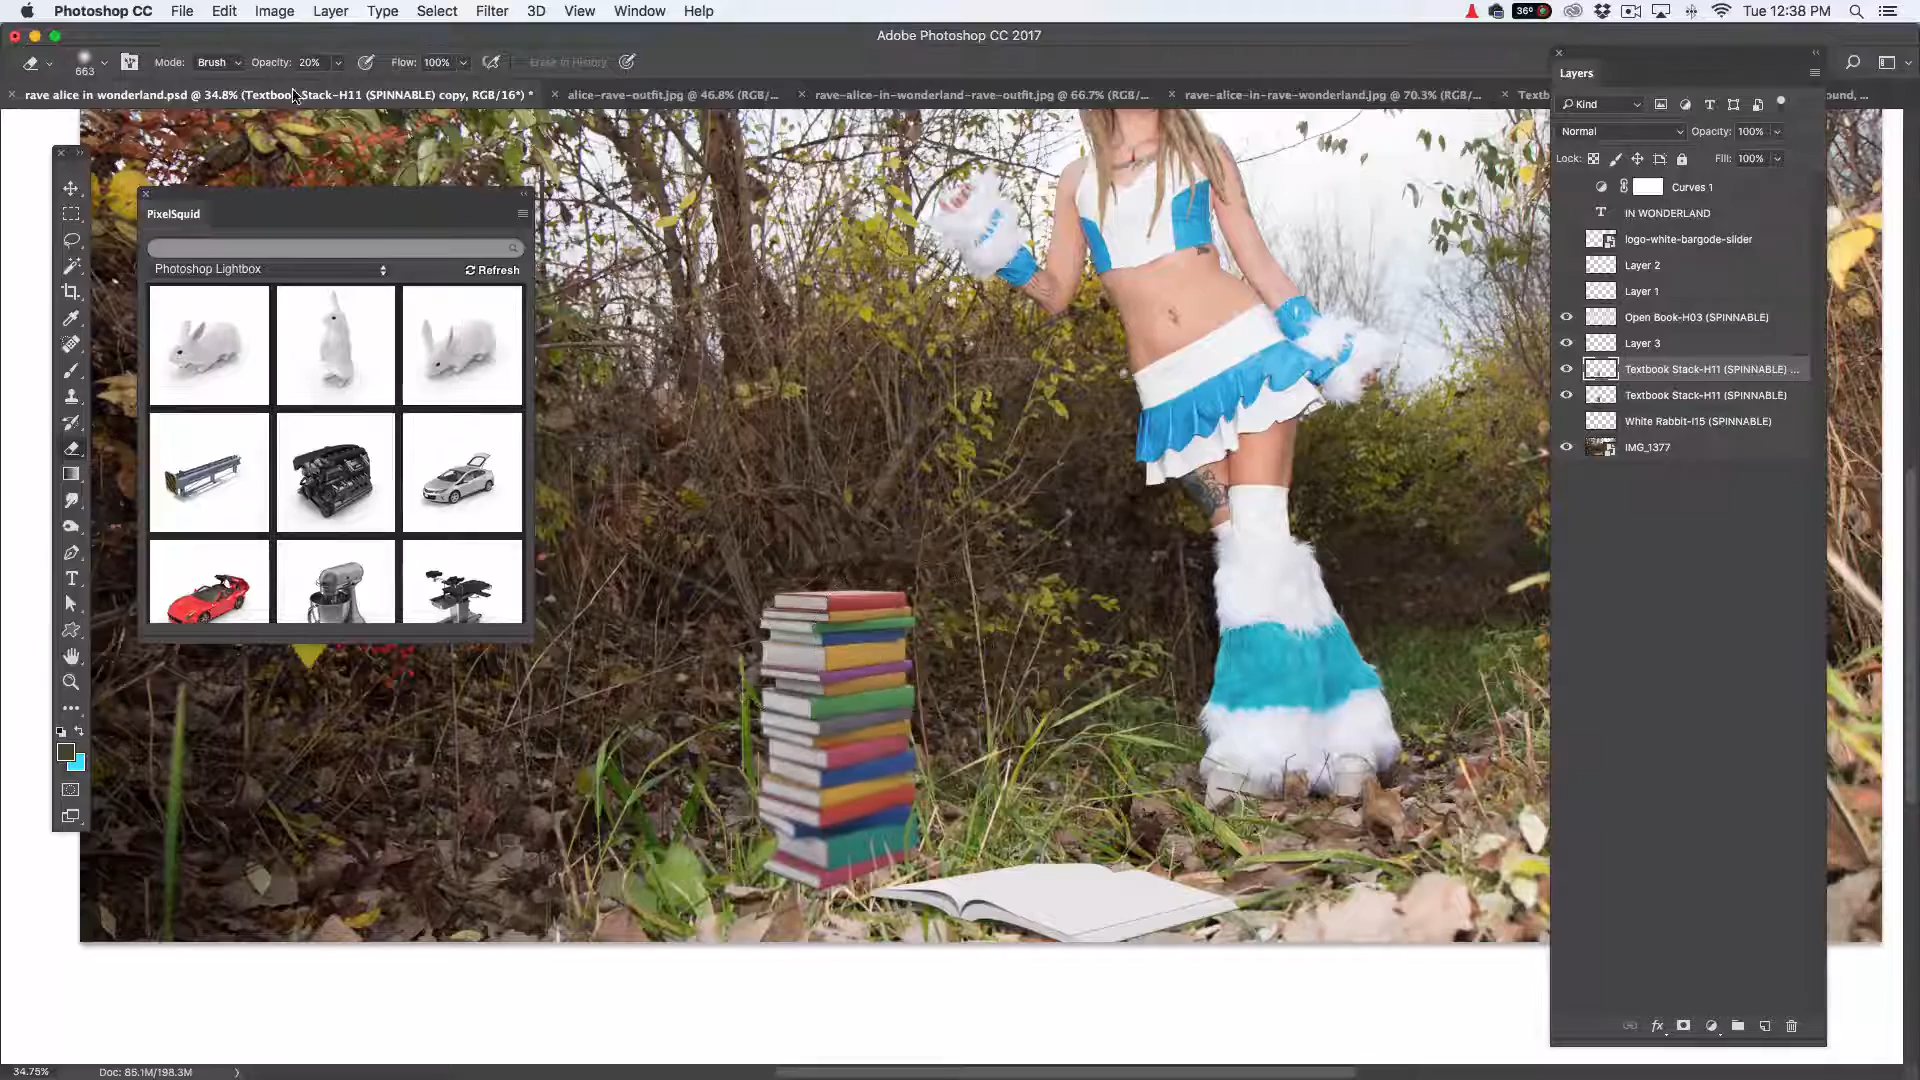 Photoshop CC File Edit Image Layer Type Select Filter 3D View Window Help 36° Tue 12:38 PM
Adobe Photoshop CC 2017
663 Mode: Brush Opacity: 20% Flow: 100% Erase to History
rave alice in wonderland.psd @ 34.8% (Textbook Stack-H11 (SPINNABLE) copy, RGB/16*) * alice-rave-outfit.jpg @ 46.8% (RGB/... rave-alice-in-wonderland-rave-outfit.jpg @ 66.7% (RGB/... rave-alice-in-rave-wonderland.jpg @ 70.3% (RGB/... Textb ound, ...
PixelSquid
Photoshop Lightbox Refresh
Layers
Kind
Normal Opacity: 100%
Lock: Fill: 100%
Curves 1
IN WONDERLAND
logo-white-bargode-slider
Layer 2
Layer 1
Open Book-H03 (SPINNABLE)
Layer 3
Textbook Stack-H11 (SPINNABLE) ...
Textbook Stack-H11 (SPINNABLE)
White Rabbit-I15 (SPINNABLE)
IMG_1377
fx
34.75% Doc: 85.1M/198.3M